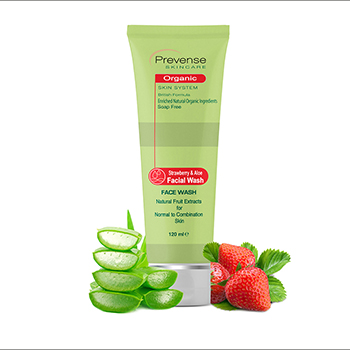 Prevense
SKINCARE
Organic
SKIN SYSTEM
British Formula
Enriched Natural Organic Ingredients
Soap Free
Strawberry & Aloe
Facial Wash
FACE WASH
Natural Fruit Extracts
for
Normal to Combination
Skin
120 ml ℮